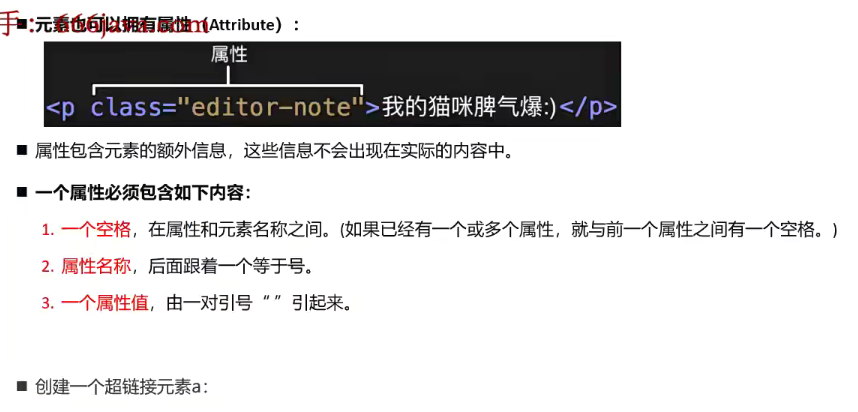 手：666java.com
■ 元素也可以拥有属性（Attribute）：
属性
<p class="editor-note">我的猫咪脾气爆:)</p>
■ 属性包含元素的额外信息，这些信息不会出现在实际的内容中。
■ 一个属性必须包含如下内容：
1. 一个空格，在属性和元素名称之间。(如果已经有一个或多个属性，就与前一个属性之间有一个空格。)
2. 属性名称，后面跟着一个等于号。
3. 一个属性值，由一对引号“ ”引起来。
■ 创建一个超链接元素a：